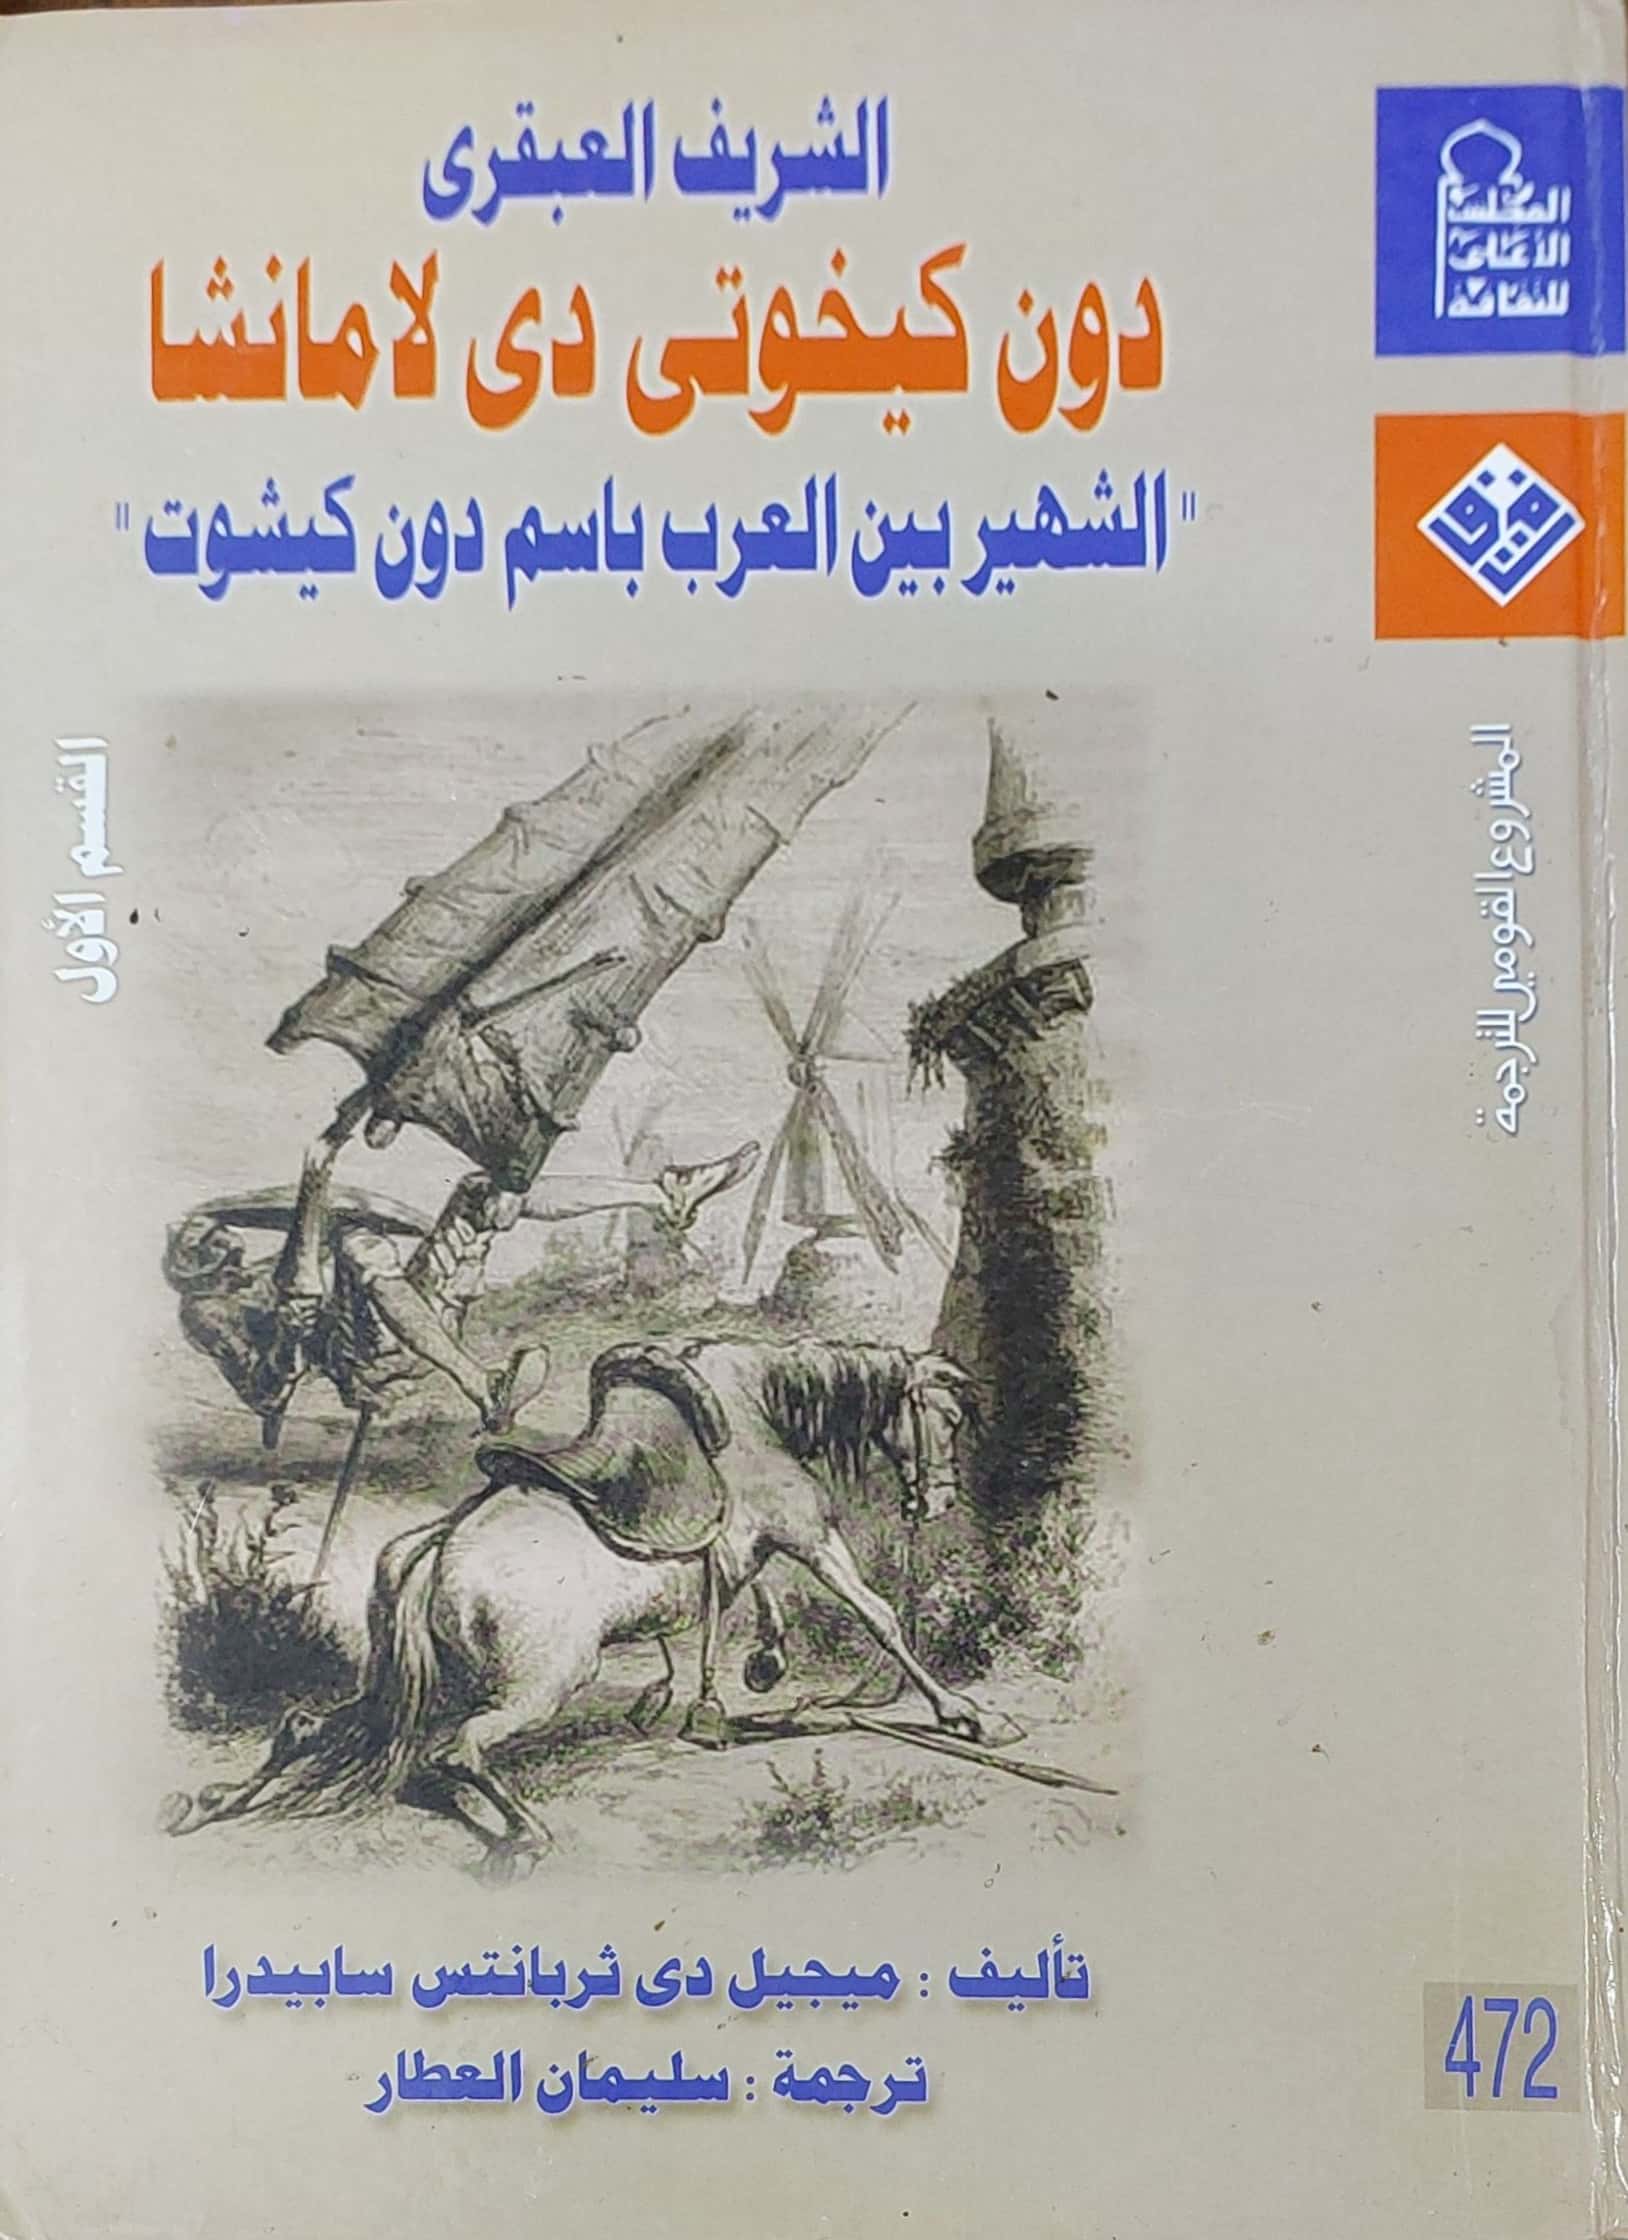 الشريف العبقرى
دون كيخوتى دى لامانشا
"الشهير بين العرب باسم دون كيشوت"
المجلس
الأعلى
للثقافة
المشروع القومى للترجمة
القسم الأول
تأليف : ميجيل دى ثربانتس سابيدرا
ترجمة : سليمان العطار
472